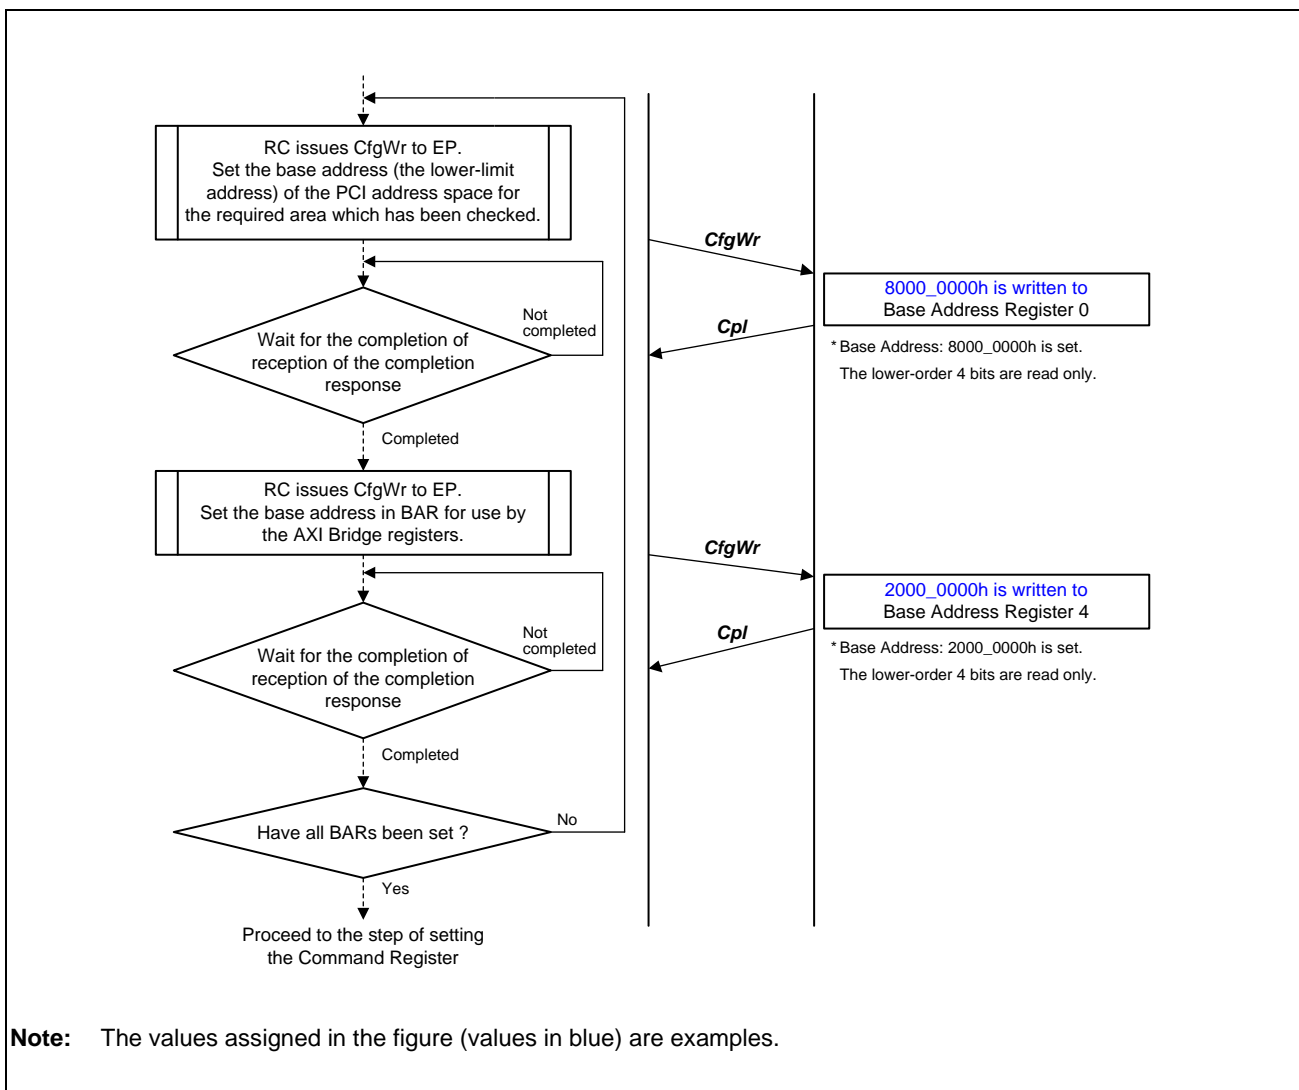 RC issues CfgWr to EP.
Set the base address (the lower-limit
address) of the PCI address space for
the required area which has been checked.
CfgWr
8000_0000h is written to
Base Address Register 0
Not
completed
Cpl
Wait for the completion of
reception of the completion
response
* Base Address: 8000_0000h is set.
The lower-order 4 bits are read only.
Completed
RC issues CfgWr to EP.
Set the base address in BAR for use by
the AXI Bridge registers.
CfgWr
2000_0000h is written to
Base Address Register 4
Not
completed
Cpl
Wait for the completion of
reception of the completion
response
* Base Address: 2000_0000h is set.
The lower-order 4 bits are read only.
Completed
Have all BARs been set ?
No
Yes
Proceed to the step of setting
the Command Register
Note: The values assigned in the figure (values in blue) are examples.